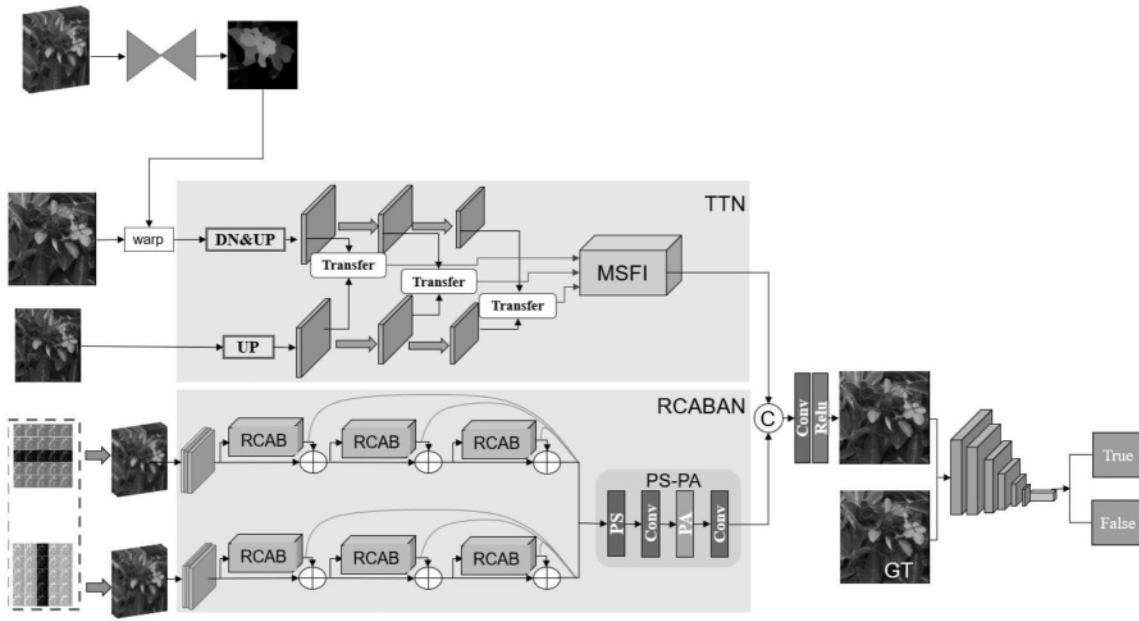 TTN
warp
DN&UP
Transfer
Transfer
Transfer
MSFI
UP
RCABAN
RCAB
RCAB
RCAB
C
Conv
Relu
PS-PA
PS
Conv
PA
Conv
RCAB
RCAB
RCAB
GT
True
False